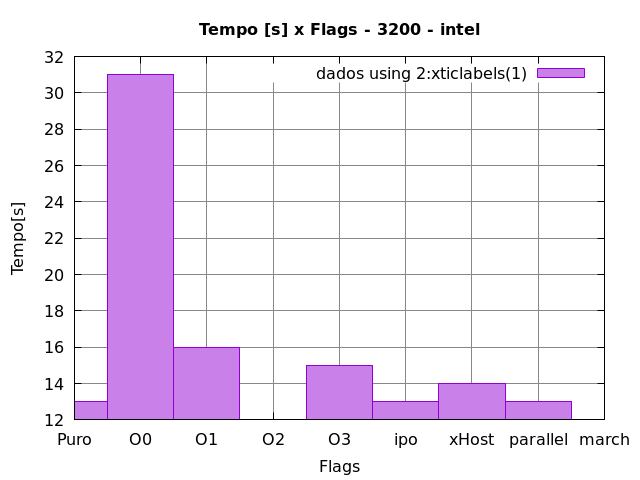 Tempo [s] x Flags - 3200 - intel
dados using 2:xticlabels(1)
32
30
28
26
24
22
20
18
16
14
12
Tempo[s]
Puro O0 O1 O2 O3 ipo xHost parallel march
Flags